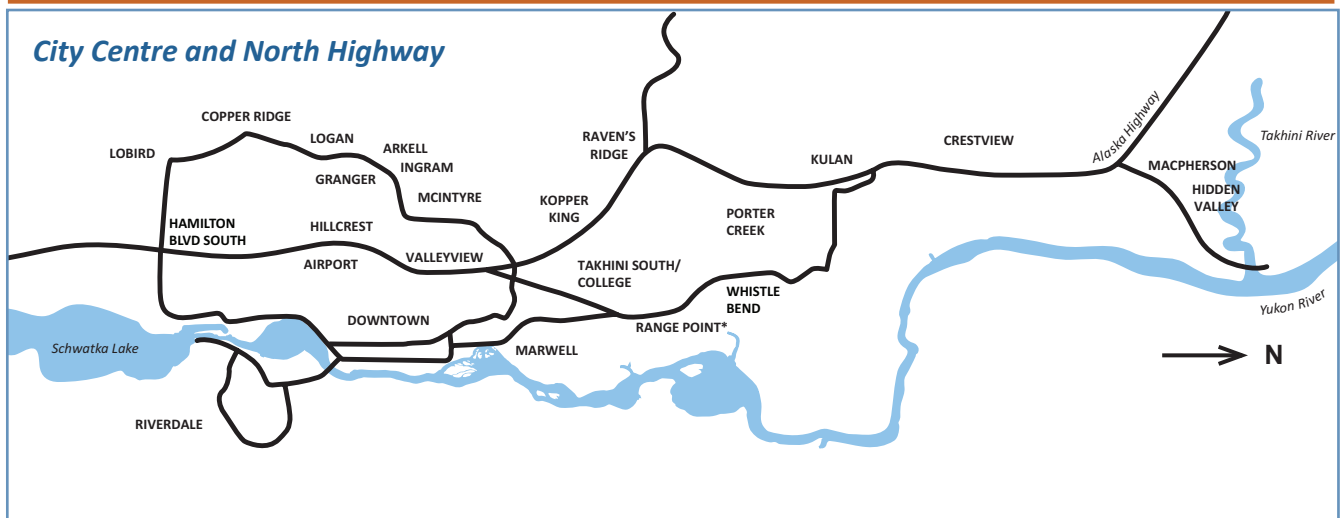 City Centre and North Highway
COPPER RIDGE
LOBIRD
LOGAN
ARKELL
INGRAM
GRANGER
MCINTYRE
RAVEN'S
RIDGE
KULAN
CRESTVIEW
Alaska Highway
Takhini River
MACPHERSON
HIDDEN
VALLEY
HAMILTON
BLVD SOUTH
HILLCREST
AIRPORT
VALLEYVIEW
KOPPER
KING
PORTER
CREEK
TAKHINI SOUTH/
COLLEGE
WHISTLE
BEND
Yukon River
DOWNTOWN
RANGE POINT*
Schwatka Lake
MARWELL
N
RIVERDALE